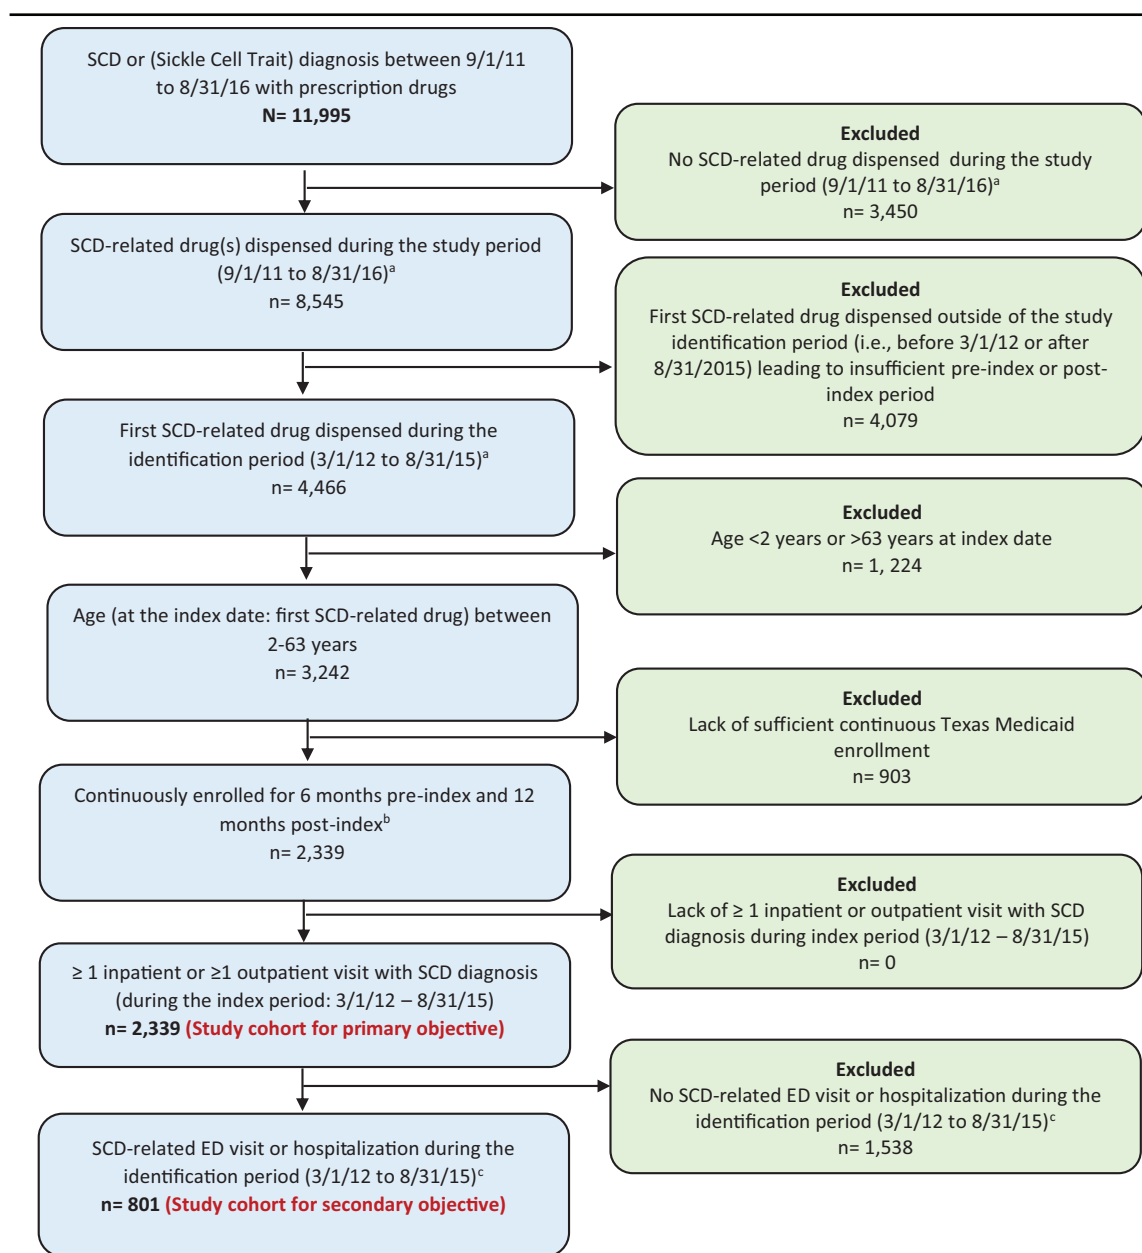 SCD or (Sickle Cell Trait) diagnosis between 9/1/11
to 8/31/16 with prescription drugs
N= 11,995
Excluded
No SCD-related drug dispensed during the study
period (9/1/11 to 8/31/16)ᵃ
n= 3,450
SCD-related drug(s) dispensed during the study period
(9/1/11 to 8/31/16)ᵃ
n= 8,545
Excluded
First SCD-related drug dispensed outside of the study
identification period (i.e., before 3/1/12 or after
8/31/2015) leading to insufficient pre-index or post-
index period
n= 4,079
First SCD-related drug dispensed during the
identification period (3/1/12 to 8/31/15)ᵃ
n= 4,466
Excluded
Age <2 years or >63 years at index date
n= 1, 224
Age (at the index date: first SCD-related drug) between
2-63 years
n= 3,242
Excluded
Lack of sufficient continuous Texas Medicaid
enrollment
n= 903
Continuously enrolled for 6 months pre-index and 12
months post-indexᵇ
n= 2,339
Excluded
Lack of ≥ 1 inpatient or outpatient visit with SCD
diagnosis during index period (3/1/12 – 8/31/15)
n= 0
≥ 1 inpatient or ≥1 outpatient visit with SCD diagnosis
(during the index period: 3/1/12 – 8/31/15)
n= 2,339 (Study cohort for primary objective)
Excluded
No SCD-related ED visit or hospitalization during the
identification period (3/1/12 to 8/31/15)ᶜ
n= 1,538
SCD-related ED visit or hospitalization during the
identification period (3/1/12 to 8/31/15)ᶜ
n= 801 (Study cohort for secondary objective)